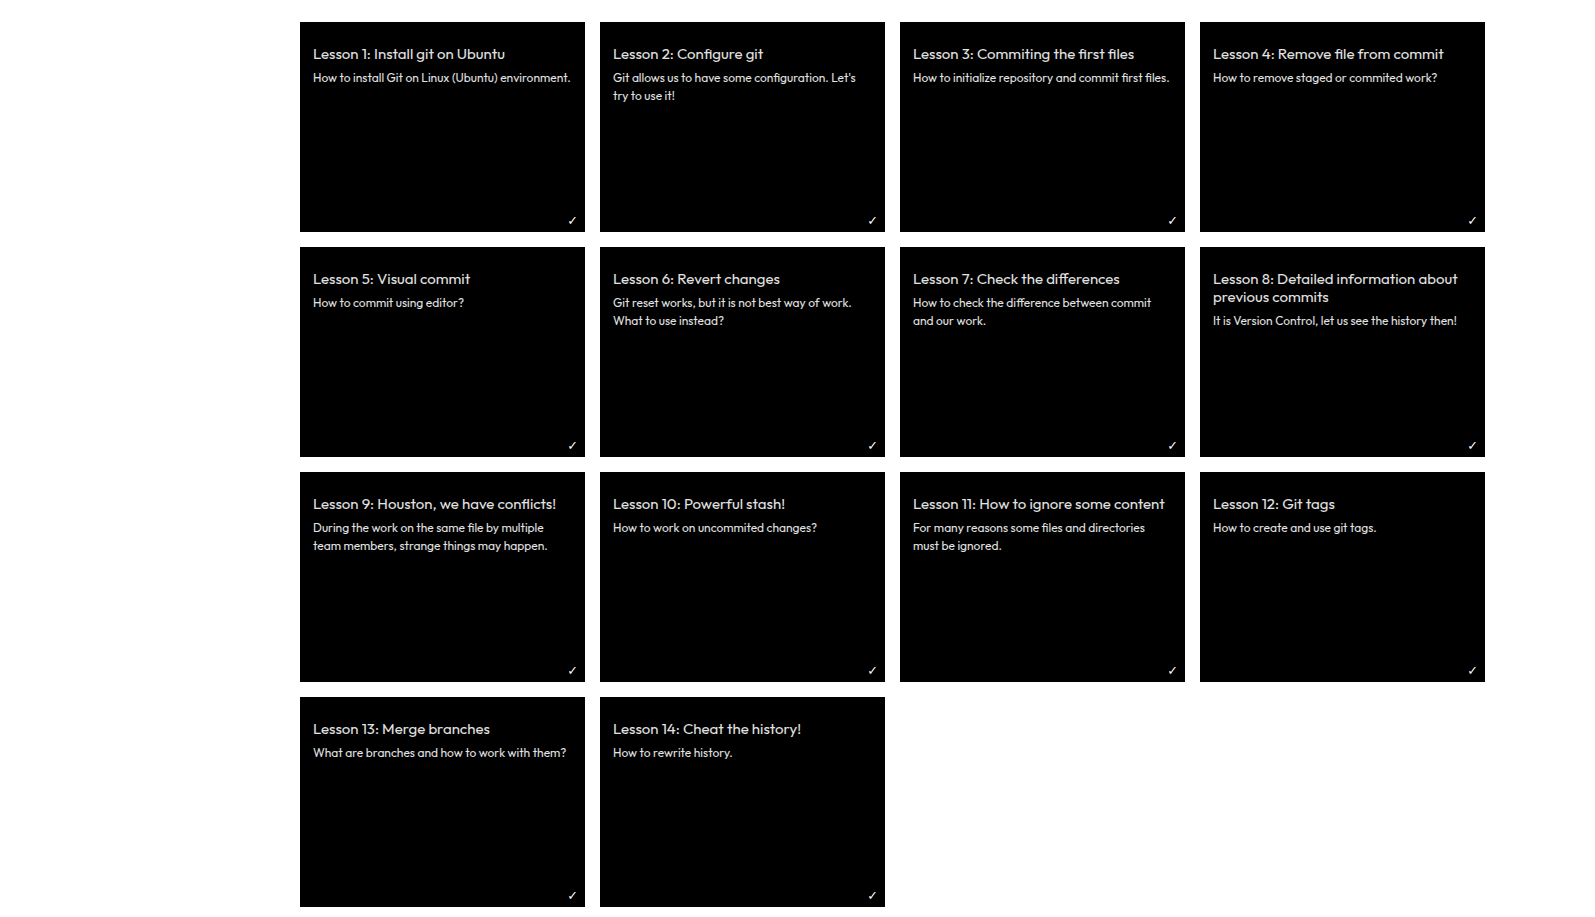 Lesson 1: Install git on Ubuntu
How to install Git on Linux (Ubuntu) environment.
✓
Lesson 2: Configure git
Git allows us to have some configuration. Let's
try to use it!
✓
Lesson 3: Commiting the first files
How to initialize repository and commit first files.
✓
Lesson 4: Remove file from commit
How to remove staged or commited work?
✓
Lesson 5: Visual commit
How to commit using editor?
✓
Lesson 6: Revert changes
Git reset works, but it is not best way of work.
What to use instead?
✓
Lesson 7: Check the differences
How to check the difference between commit
and our work.
✓
Lesson 8: Detailed information about
previous commits
It is Version Control, let us see the history then!
✓
Lesson 9: Houston, we have conflicts!
During the work on the same file by multiple
team members, strange things may happen.
✓
Lesson 10: Powerful stash!
How to work on uncommited changes?
✓
Lesson 11: How to ignore some content
For many reasons some files and directories
must be ignored.
✓
Lesson 12: Git tags
How to create and use git tags.
✓
Lesson 13: Merge branches
What are branches and how to work with them?
✓
Lesson 14: Cheat the history!
How to rewrite history.
✓